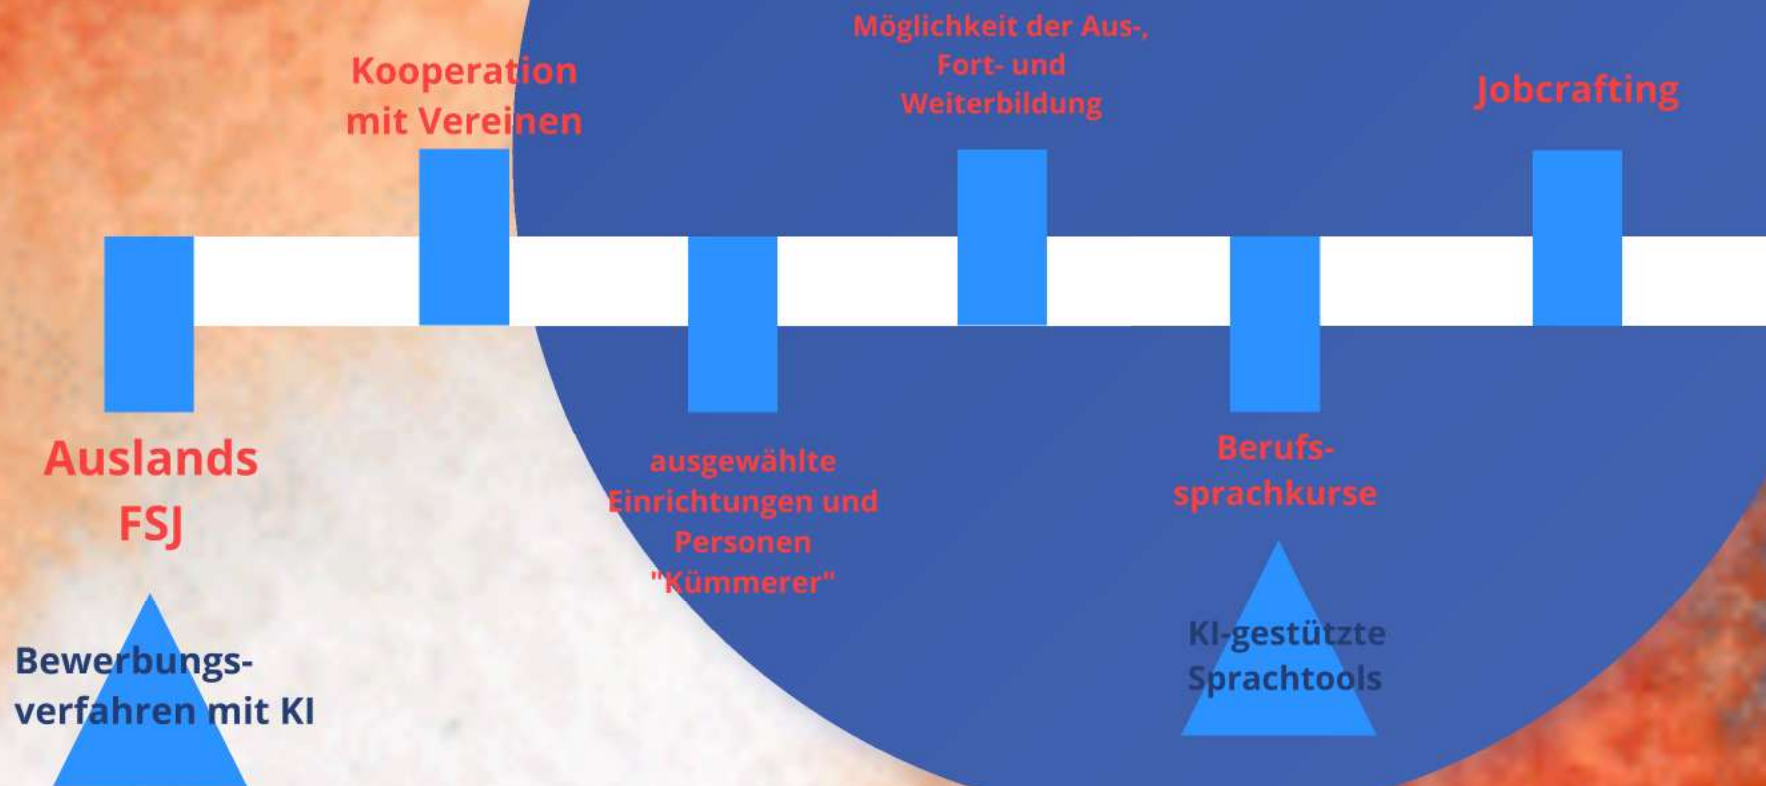 Kooperation
mit Vereinen
Möglichkeit der Aus-,
Fort- und
Weiterbildung
Jobcrafting
Auslands
FSJ
ausgewählte
Einrichtungen und
Personen
"Kümmerer"
Berufs-
sprachkurse
Bewerbungs-
verfahren mit KI
KI-gestützte
Sprachtools